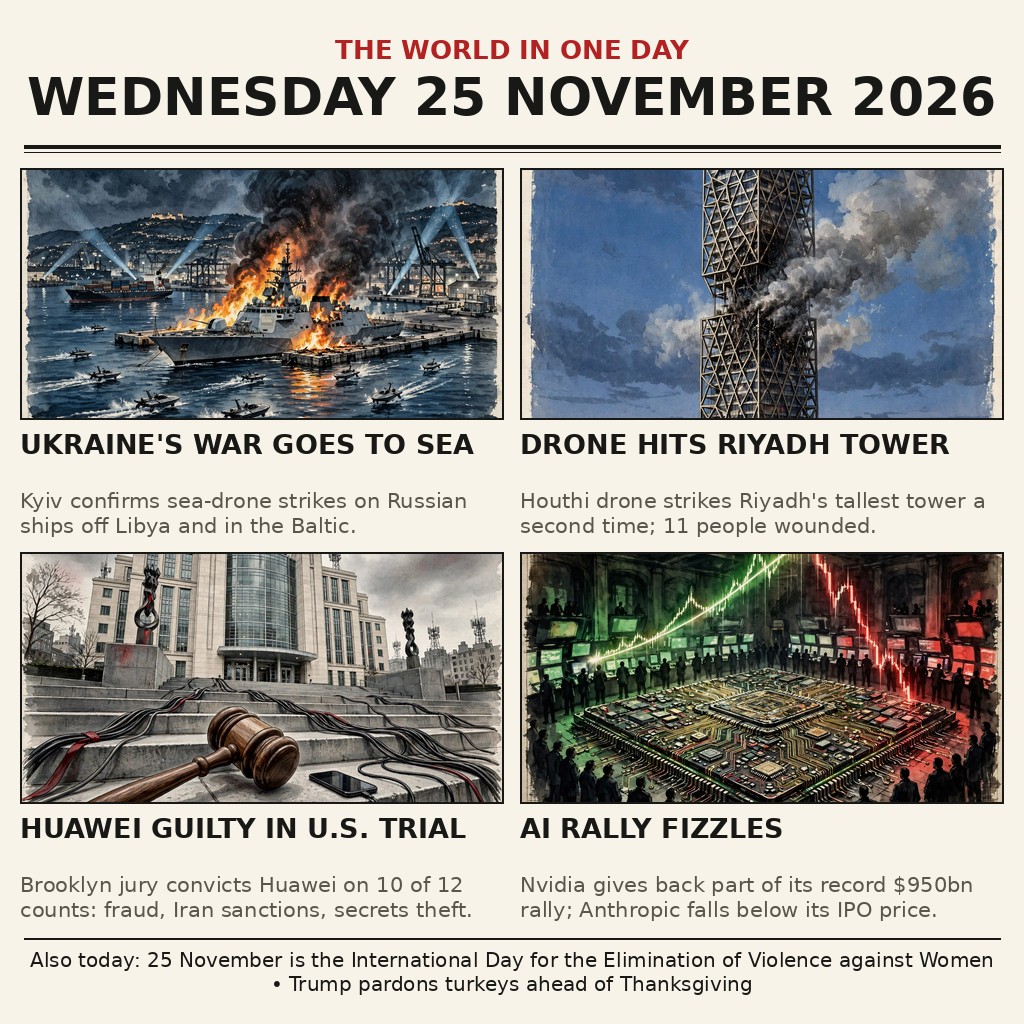 THE WORLD IN ONE DAY
WEDNESDAY 25 NOVEMBER 2026
UKRAINE'S WAR GOES TO SEA
Kyiv confirms sea-drone strikes on Russian
ships off Libya and in the Baltic.
DRONE HITS RIYADH TOWER
Houthi drone strikes Riyadh's tallest tower a
second time; 11 people wounded.
HUAWEI GUILTY IN U.S. TRIAL
Brooklyn jury convicts Huawei on 10 of 12
counts: fraud, Iran sanctions, secrets theft.
AI RALLY FIZZLES
Nvidia gives back part of its record $950bn
rally; Anthropic falls below its IPO price.
Also today: 25 November is the International Day for the Elimination of Violence against Women
• Trump pardons turkeys ahead of Thanksgiving